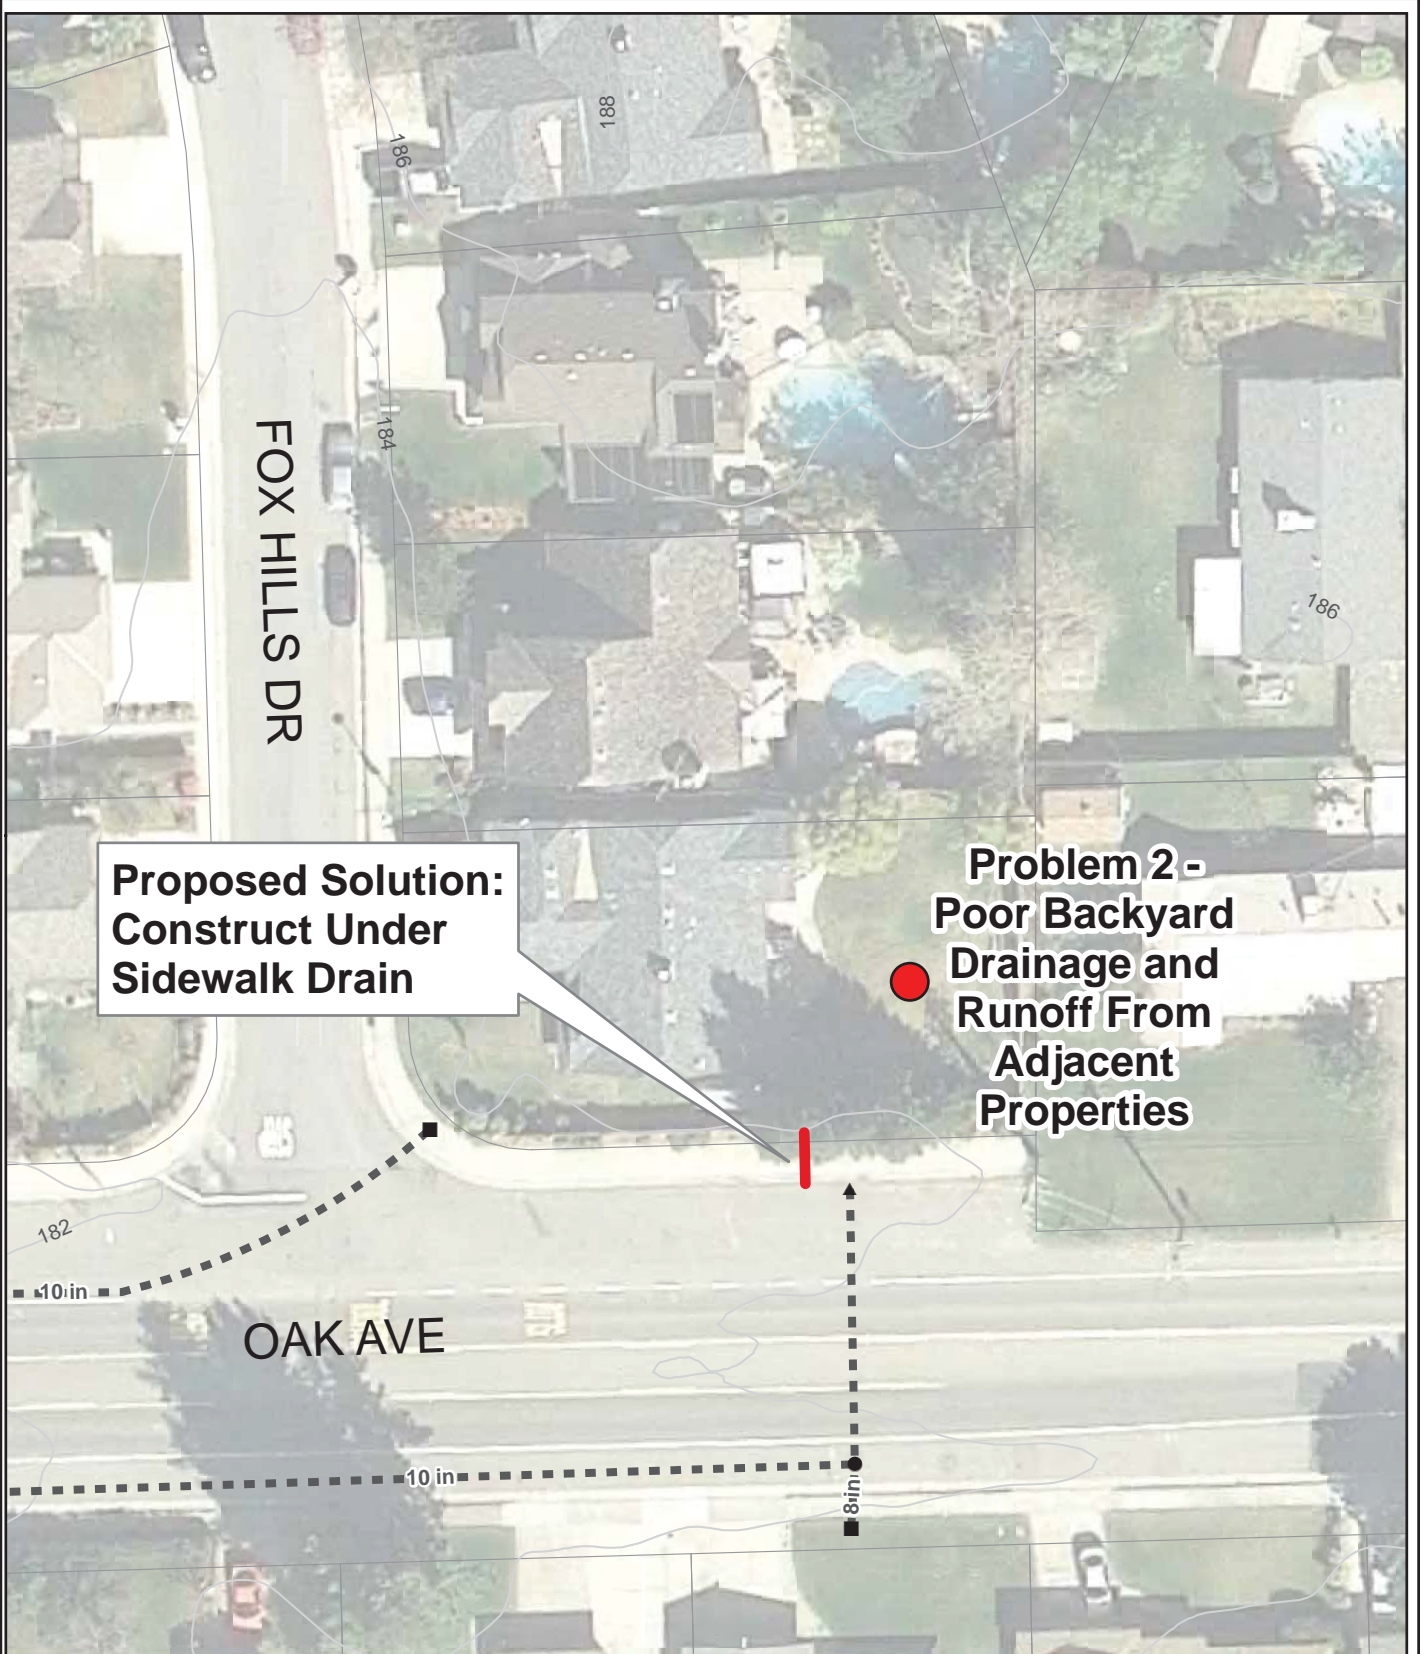 188
186
184
FOX HILLS DR
186
Proposed Solution:
Construct Under
Sidewalk Drain
Problem 2 -
Poor Backyard
Drainage and
Runoff From
Adjacent
Properties
182
10 in
OAK AVE
10 in
8 in